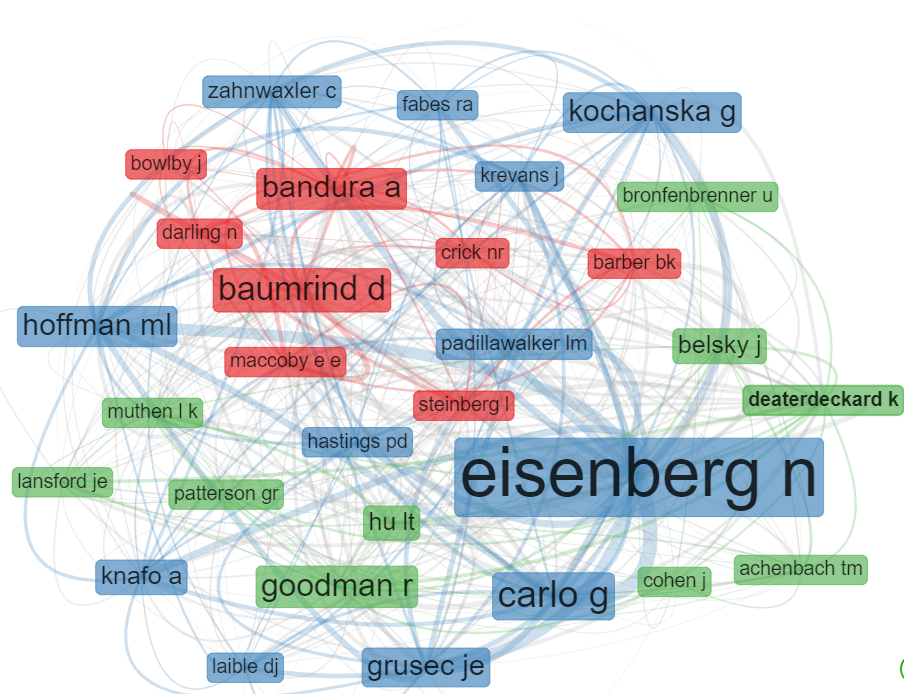 zahnwaxler c
fabes ra
kochanska g
bowlby j
bandura a
krevans j
bronfenbrenner u
darling n
crick nr
barber bk
baumrind d
hoffman ml
padillawalker lm
belsky j
maccoby e e
deaterdeckard k
steinberg l
muthen l k
hastings pd
eisenberg n
lansford je
patterson gr
hu lt
achenbach tm
knafo a
goodman r
cohen j
carlo g
laible dj
grusec je